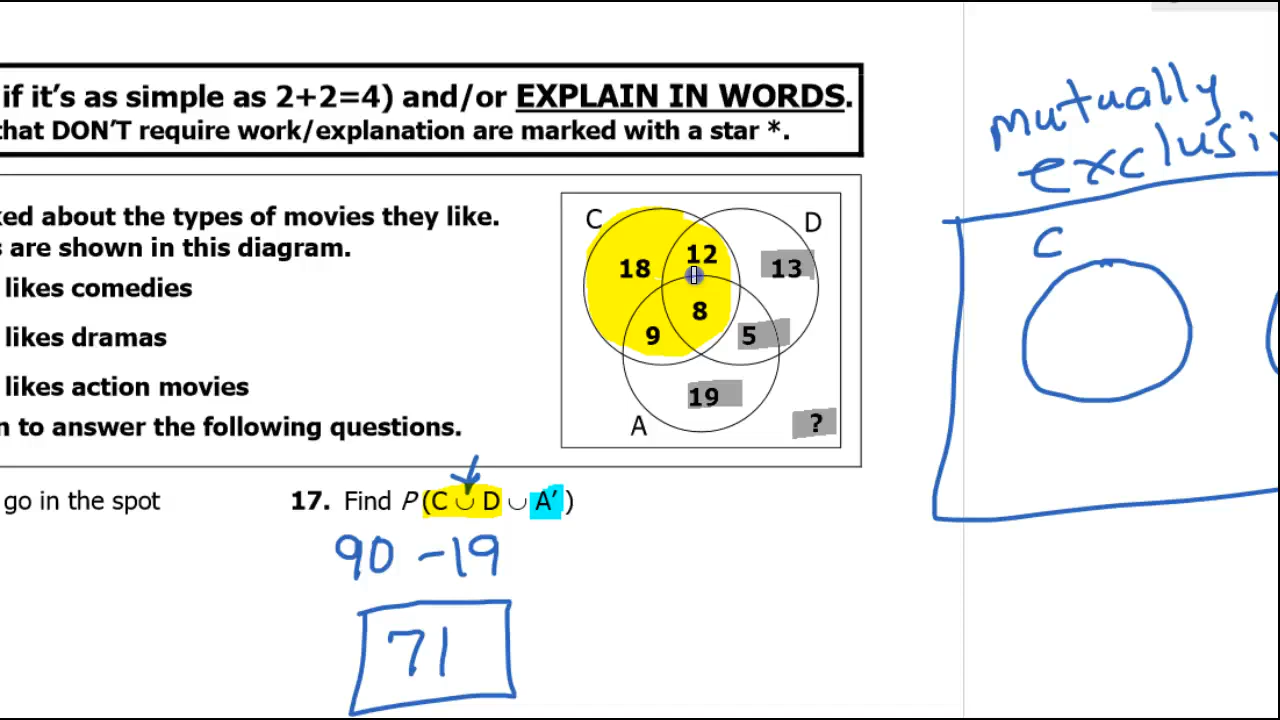 if it's as simple as 2+2=4) and/or EXPLAIN IN WORDS.
that DON'T require work/explanation are marked with a star *.
mutually
exclusi
ked about the types of movies they like.
s are shown in this diagram.
likes comedies
likes dramas
likes action movies
n to answer the following questions.
C
D
18
12
13
8
9
5
19
A
?
C
go in the spot
17. Find P(C ∪ D ∪ A′)
90 - 19
71